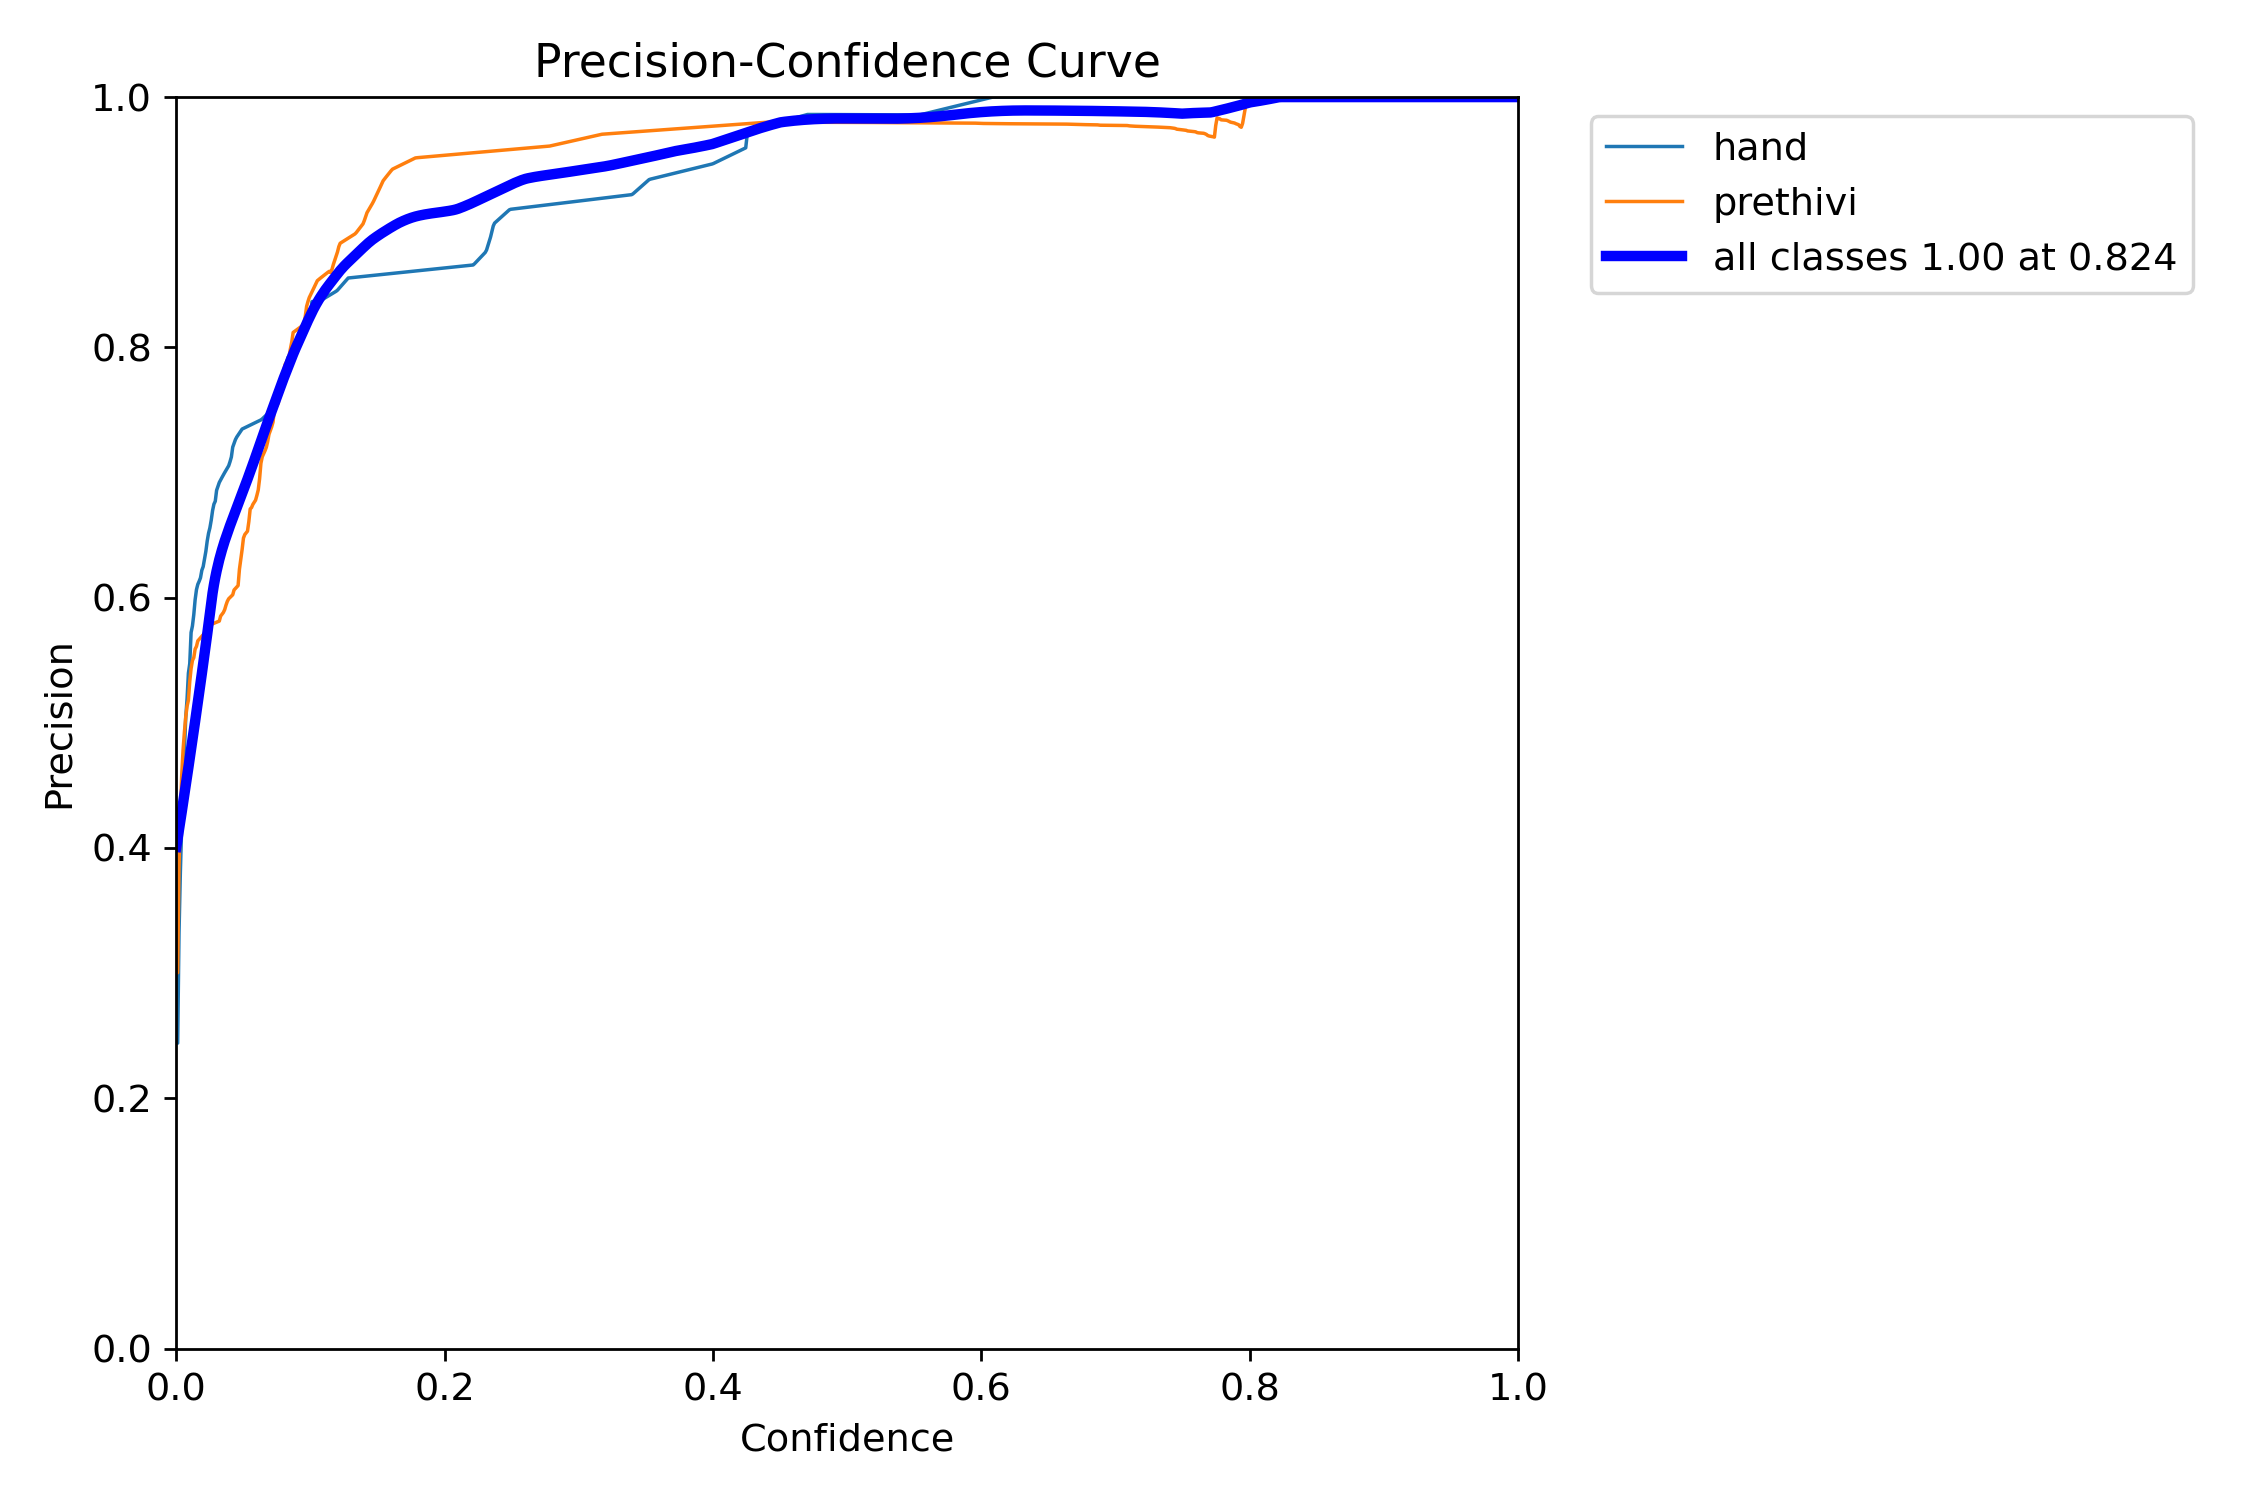 Precision-Confidence Curve
1.0
0.8
0.6
0.4
0.2
0.0
Precision
0.0 0.2 0.4 0.6 0.8 1.0
Confidence
hand
prethivi
all classes 1.00 at 0.824